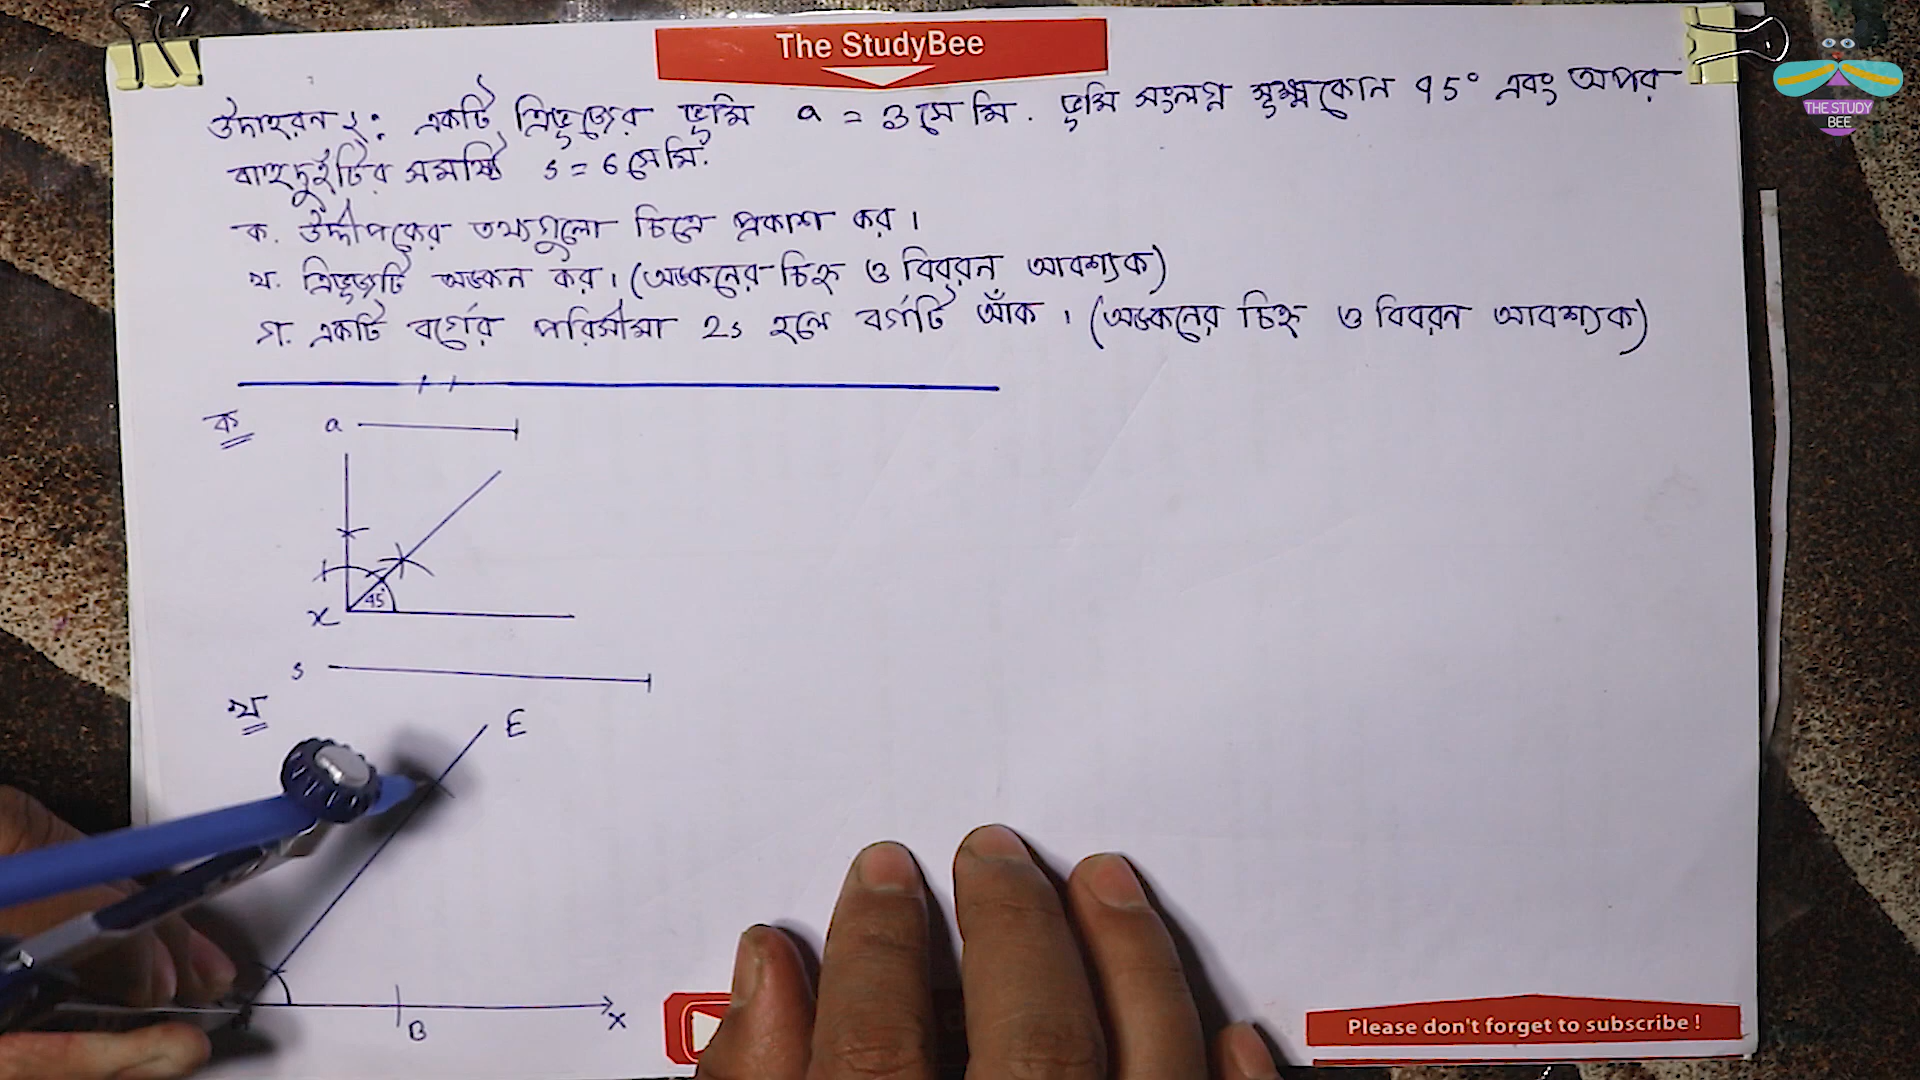 The StudyBee
THE STUDY
BEE
উদাহরন ২: একটি ত্রিভুজের ভুমি a = 3 সে মি. ভুমি সংলগ্ন সুক্ষ্মকোন 45° এবং অপর
বাহুদুইটির সমষ্টি s = 6 সেমি.
ক. উদ্দীপকের তথ্যগুলো চিত্রে প্রকাশ কর।
খ. ত্রিভুজটি অঙ্কন কর। (অঙ্কনের চিহ্ন ও বিবরন আবশ্যক)
গ. একটি বর্গের পরিসীমা 2s হলে বর্গটি আঁক। (অঙ্কনের চিহ্ন ও বিবরন আবশ্যক)
ক
a
45°
x
s
খ
E
B
X
Please don't forget to subscribe !